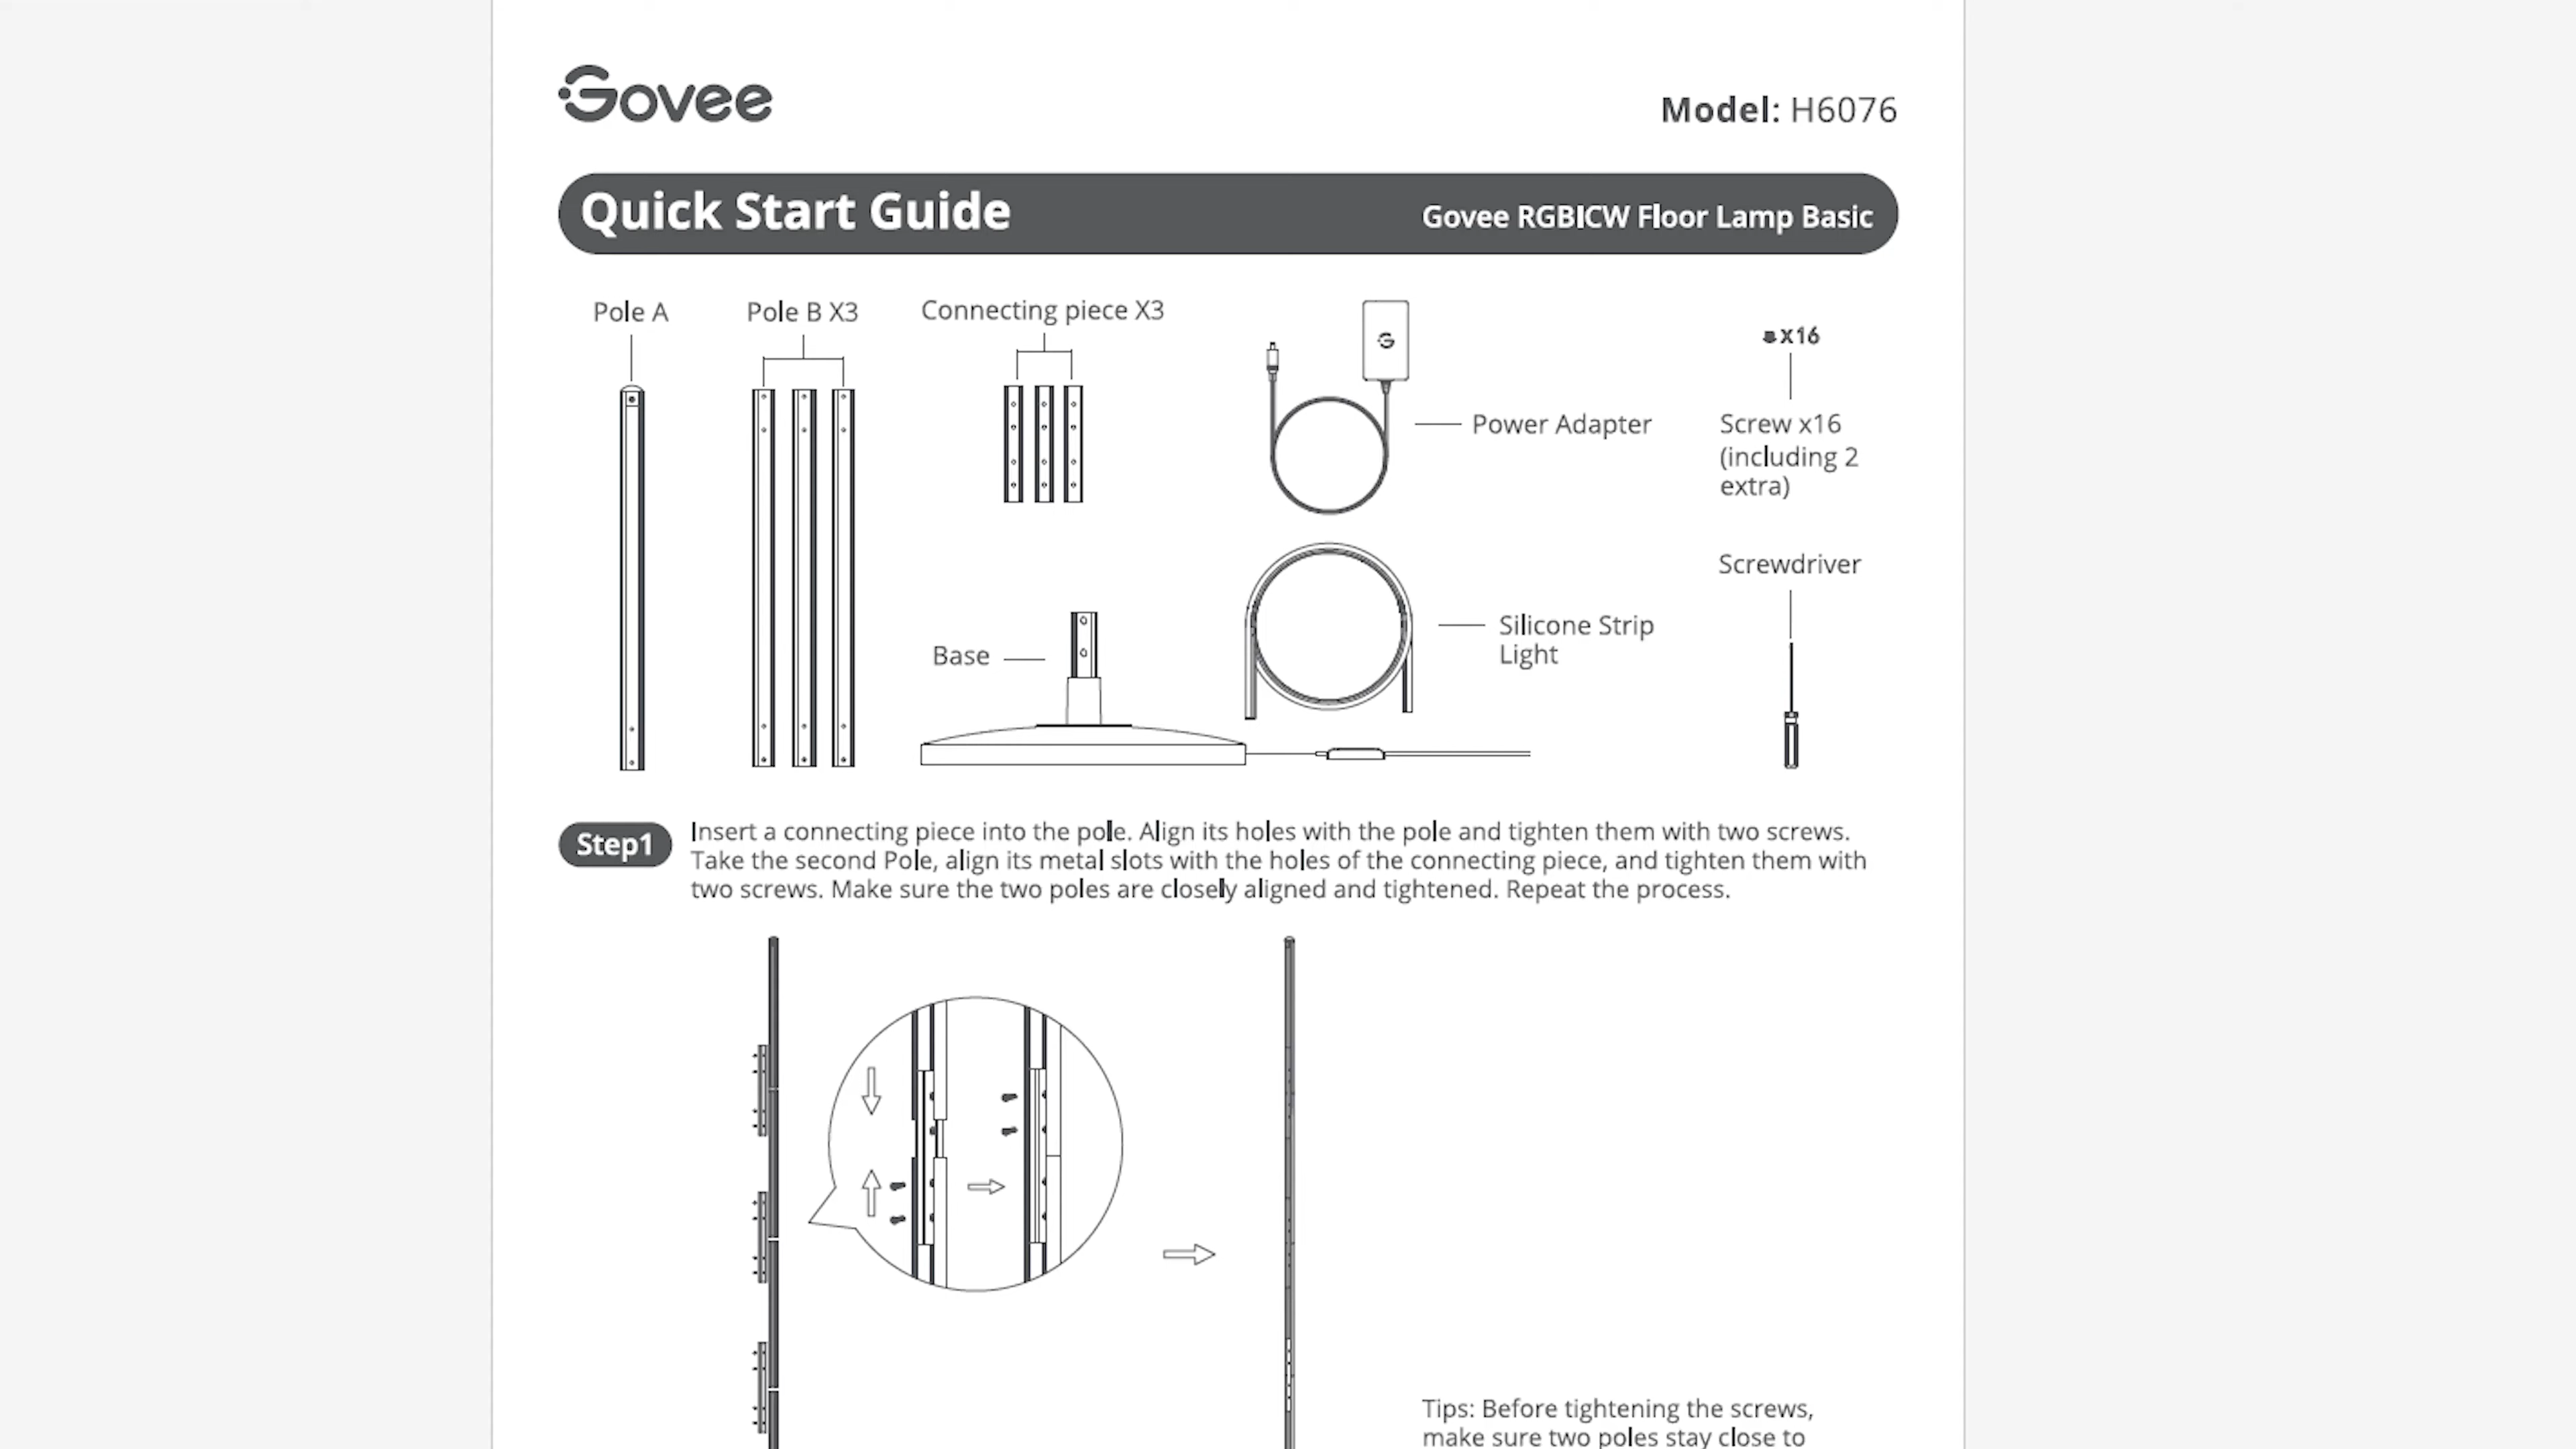 Govee
Model: H6076
Quick Start Guide
Govee RGBICW Floor Lamp Basic
Pole A
Pole B X3
Connecting piece X3
G
X16
Power Adapter
Screw x16
(including 2
extra)
Screwdriver
Silicone Strip
Light
Base
Step1
Insert a connecting piece into the pole. Align its holes with the pole and tighten them with two screws.
Take the second Pole, align its metal slots with the holes of the connecting piece, and tighten them with
two screws. Make sure the two poles are closely aligned and tightened. Repeat the process.
Tips: Before tightening the screws,
make sure two poles stay close to